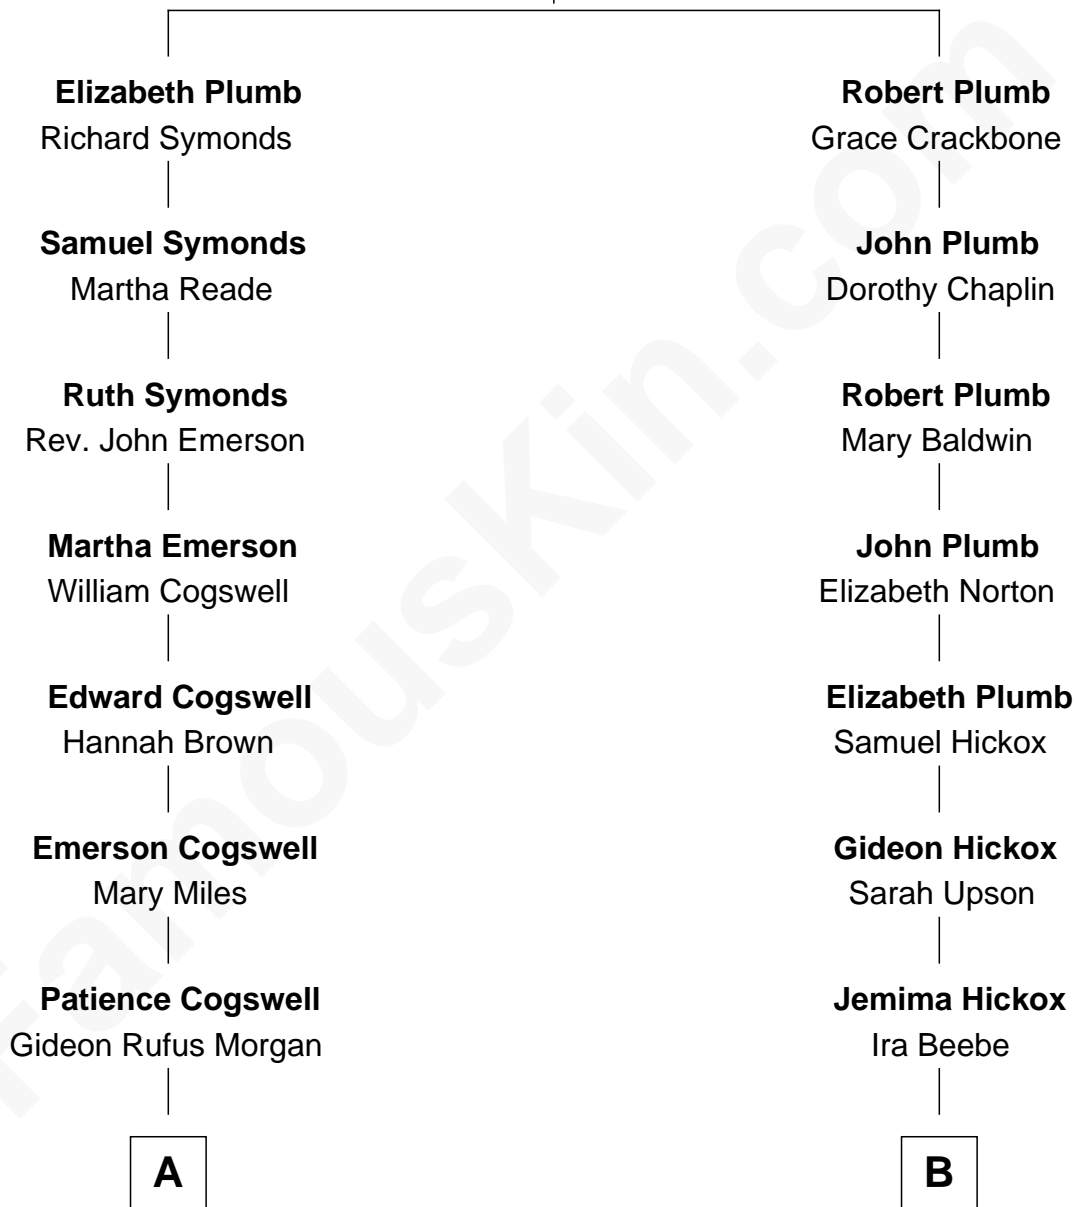 Elizabeth Plumb
Richard Symonds
Samuel Symonds
Martha Reade
Ruth Symonds
Rev. John Emerson
Martha Emerson
William Cogswell
Edward Cogswell
Hannah Brown
Emerson Cogswell
Mary Miles
Patience Cogswell
Gideon Rufus Morgan
A
Robert Plumb
Grace Crackbone
John Plumb
Dorothy Chaplin
Robert Plumb
Mary Baldwin
John Plumb
Elizabeth Norton
Elizabeth Plumb
Samuel Hickox
Gideon Hickox
Sarah Upson
Jemima Hickox
Ira Beebe
B
FamousKin.com